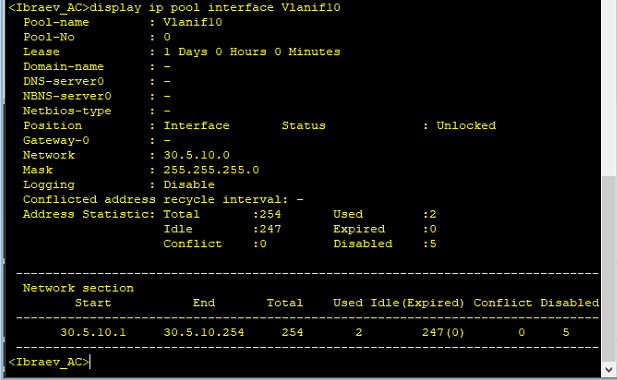 <Ibraev_AC>display ip pool interface Vlanif10
Pool-name : Vlanif10
Pool-No : 0
Lease : 1 Days 0 Hours 0 Minutes
Domain-name : -
DNS-server0 : -
NBNS-server0 : -
Netbios-type : -
Position : Interface Status : Unlocked
Gateway-0 : -
Network : 30.5.10.0
Mask : 255.255.255.0
Logging : Disable
Conflicted address recycle interval: -
Address Statistic: Total :254 Used :2
Idle :247 Expired :0
Conflict :0 Disabled :5
-------------------------------------------------------------------------------
Network section
Start End Total Used Idle(Expired) Conflict Disabled
-------------------------------------------------------------------------------
30.5.10.1 30.5.10.254 254 2 247(0) 0 5
-------------------------------------------------------------------------------
<Ibraev_AC>